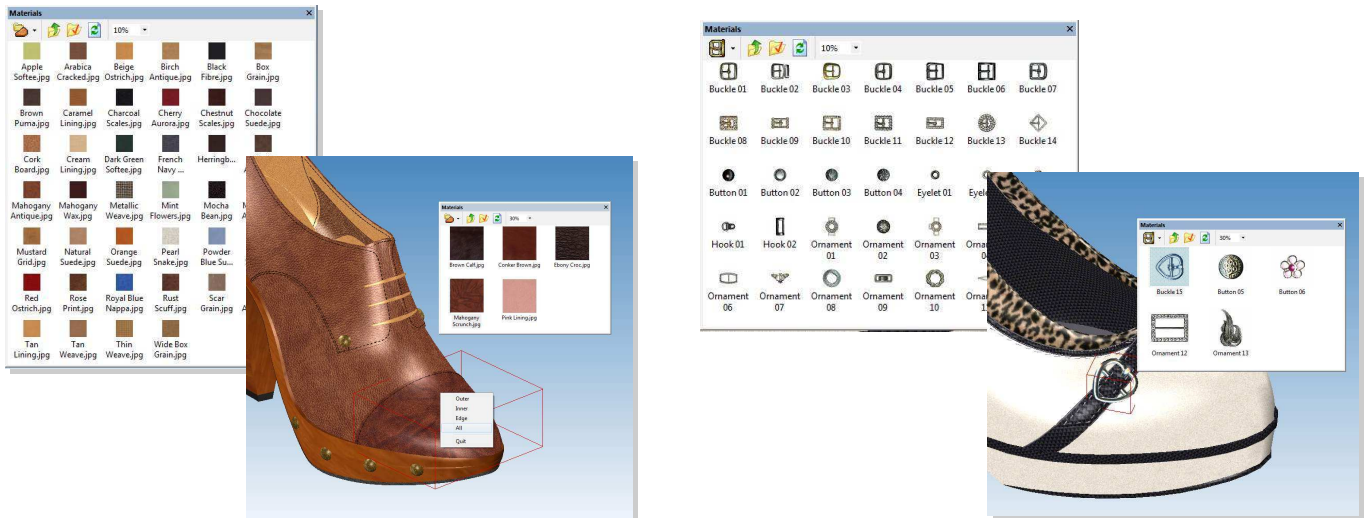 Materials
10%
Apple Arabica Beige Birch Black Box
Softee.jpg Cracked.jpg Ostrich.jpg Antique.jpg Fibre.jpg Grain.jpg
Brown Caramel Charcoal Cherry Chestnut Chocolate
Puma.jpg Lining.jpg Scales.jpg Aurora.jpg Scales.jpg Suede.jpg
Cork Cream Dark Green French Herringb...
Board.jpg Lining.jpg Softee.jpg Navy ...
Mahogany Mahogany Metallic Mint Mocha
Antique.jpg Wax.jpg Weave.jpg Flowers.jpg Bean.jpg
Mustard Natural Orange Pearl Powder
Grid.jpg Suede.jpg Suede.jpg Snake.jpg Blue Su...
Red Rose Royal Blue Rust Scar
Ostrich.jpg Print.jpg Nappa.jpg Scuff.jpg Grain.jpg
Tan Tan Thin Wide Box
Lining.jpg Weave.jpg Weave.jpg Grain.jpg
Materials
30%
Brown Calf.jpg Conker Brown.jpg Ebony Croc.jpg
Mahogany Pink Lining.jpg
Scrunch.jpg
Outer
Inner
Edge
All
Quit
Materials
10%
Buckle 01 Buckle 02 Buckle 03 Buckle 04 Buckle 05 Buckle 06 Buckle 07
Buckle 08 Buckle 09 Buckle 10 Buckle 11 Buckle 12 Buckle 13 Buckle 14
Button 01 Button 02 Button 03 Button 04 Eyelet 01
Hook 01 Hook 02 Ornament Ornament Ornament
01 02 03
Ornament Ornament Ornament Ornament Ornament
06 07 08 09 10
Materials
30%
Buckle 15 Button 05 Button 06
Ornament 12 Ornament 13